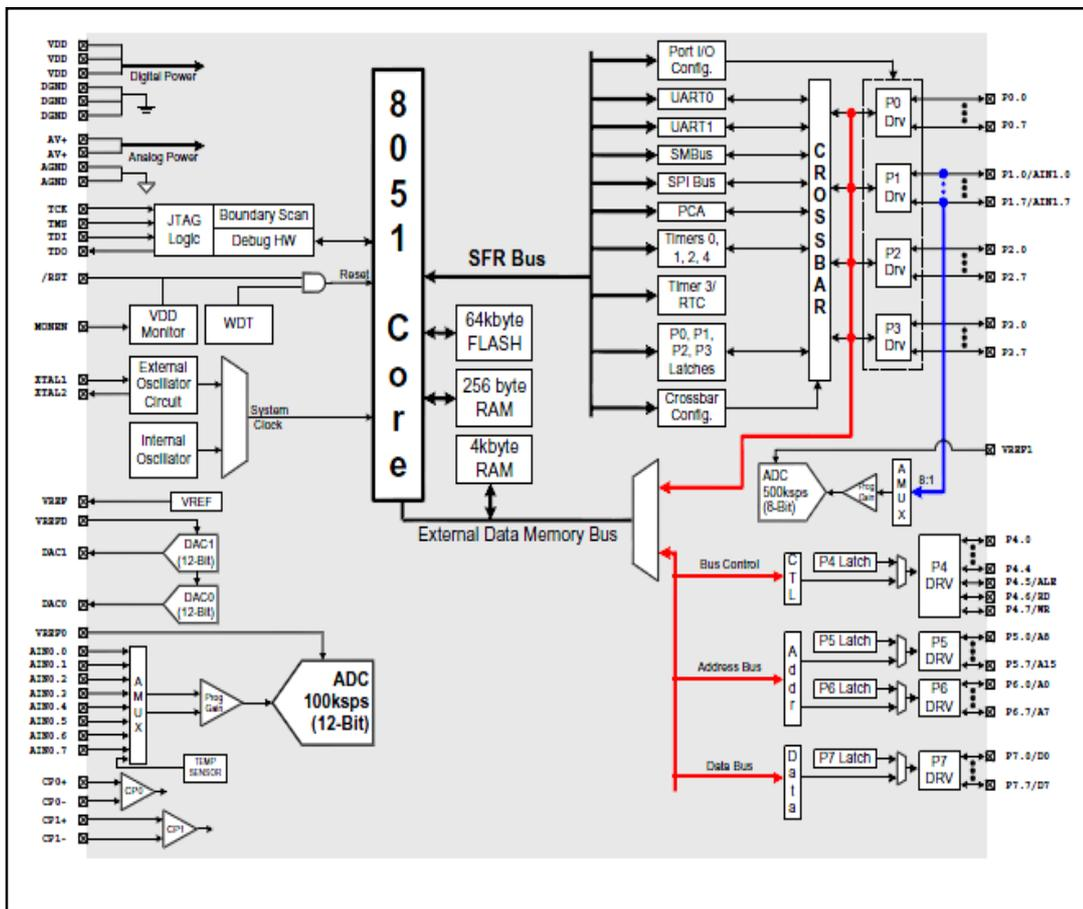 VDD
VDD
VDD
DGND
DGND
DGND
Digital Power
AV+
AV+
AGND
AGND
Analog Power
TCK
TMS
TDI
TDO
JTAG
Logic
Boundary Scan
Debug HW
/RST
Reset
MONEN
VDD
Monitor
WDT
XTAL1
XTAL2
External
Oscillator
Circuit
Internal
Oscillator
System
Clock
VREF
VREF
VREFD
DAC1
DAC1
(12-Bit)
DAC0
DAC0
(12-Bit)
VREF0
AIN0.0
AIN0.1
AIN0.2
AIN0.3
AIN0.4
AIN0.5
AIN0.6
AIN0.7
AMUX
Prog
Gain
ADC
100ksps
(12-Bit)
TEMP
SENSOR
CP0+
CP0-
CP0
CP1+
CP1-
CP1
8051 Core
SFR Bus
64kbyte
FLASH
256 byte
RAM
4kbyte
RAM
External Data Memory Bus
Port I/O
Config.
UART0
UART1
SMBus
SPI Bus
PCA
Timers 0,
1, 2, 4
Timer 3/
RTC
P0, P1,
P2, P3
Latches
Crossbar
Config.
CROSSBAR
P0
Drv
P1
Drv
P2
Drv
P3
Drv
P0.0
P0.7
P1.0/AIN1.0
P1.7/AIN1.7
P2.0
P2.7
P3.0
P3.7
VREF1
ADC
500ksps
(8-Bit)
Prog
Gain
AMUX
8:1
Bus Control
CTL
P4 Latch
P4
DRV
P4.0
P4.4
P4.5/ALE
P4.6/RD
P4.7/WR
Address Bus
Addr
P5 Latch
P5
DRV
P5.0/A8
P5.7/A15
P6 Latch
P6
DRV
P6.0/A0
P6.7/A7
Data Bus
Data
P7 Latch
P7
DRV
P7.0/D0
P7.7/D7